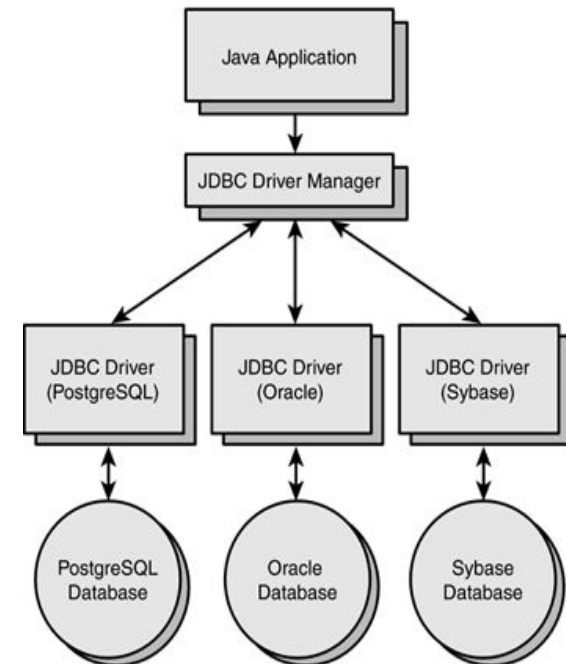 Java Application
JDBC Driver Manager
JDBC Driver
(PostgreSQL)
JDBC Driver
(Oracle)
JDBC Driver
(Sybase)
PostgreSQL
Database
Oracle
Database
Sybase
Database